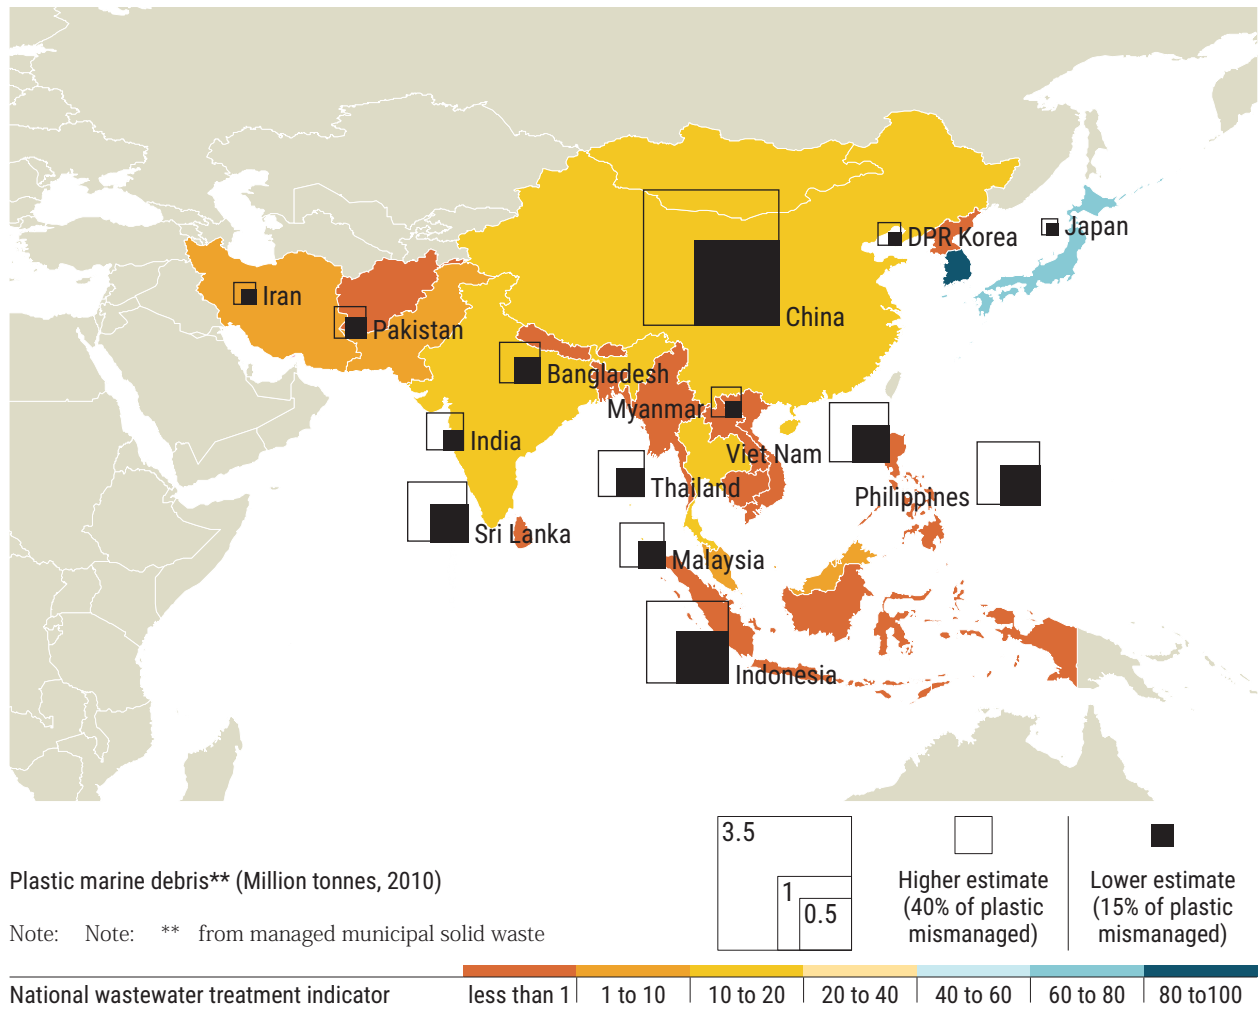 Japan
DPR Korea
Iran
China
Pakistan
Bangladesh
Myanmar
India
Viet Nam
Thailand
Philippines
Sri Lanka
Malaysia
Indonesia
3.5
1
0.5
Plastic marine debris** (Million tonnes, 2010)
Note: Note: ** from managed municipal solid waste
Higher estimate
(40% of plastic
mismanaged)
Lower estimate
(15% of plastic
mismanaged)
National wastewater treatment indicator
less than 1
1 to 10
10 to 20
20 to 40
40 to 60
60 to 80
80 to100